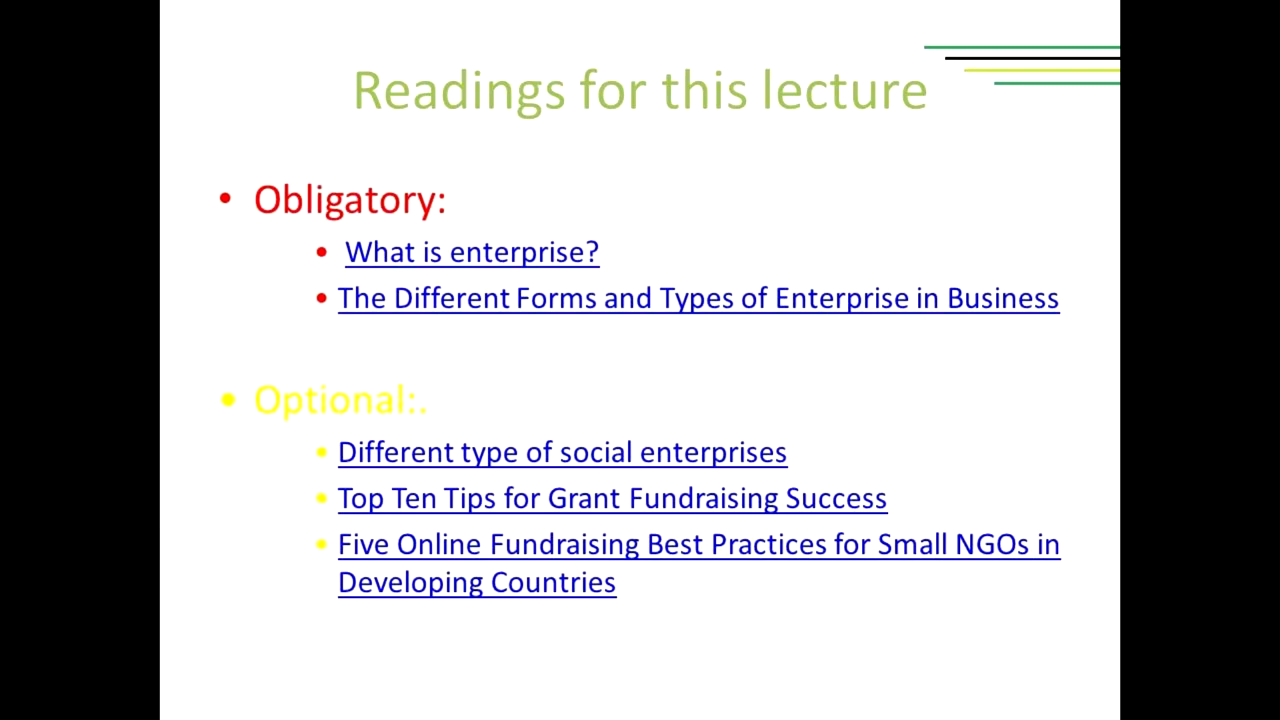 Readings for this lecture
• Obligatory:
• What is enterprise?
• The Different Forms and Types of Enterprise in Business
• Optional:.
• Different type of social enterprises
• Top Ten Tips for Grant Fundraising Success
• Five Online Fundraising Best Practices for Small NGOs in
Developing Countries